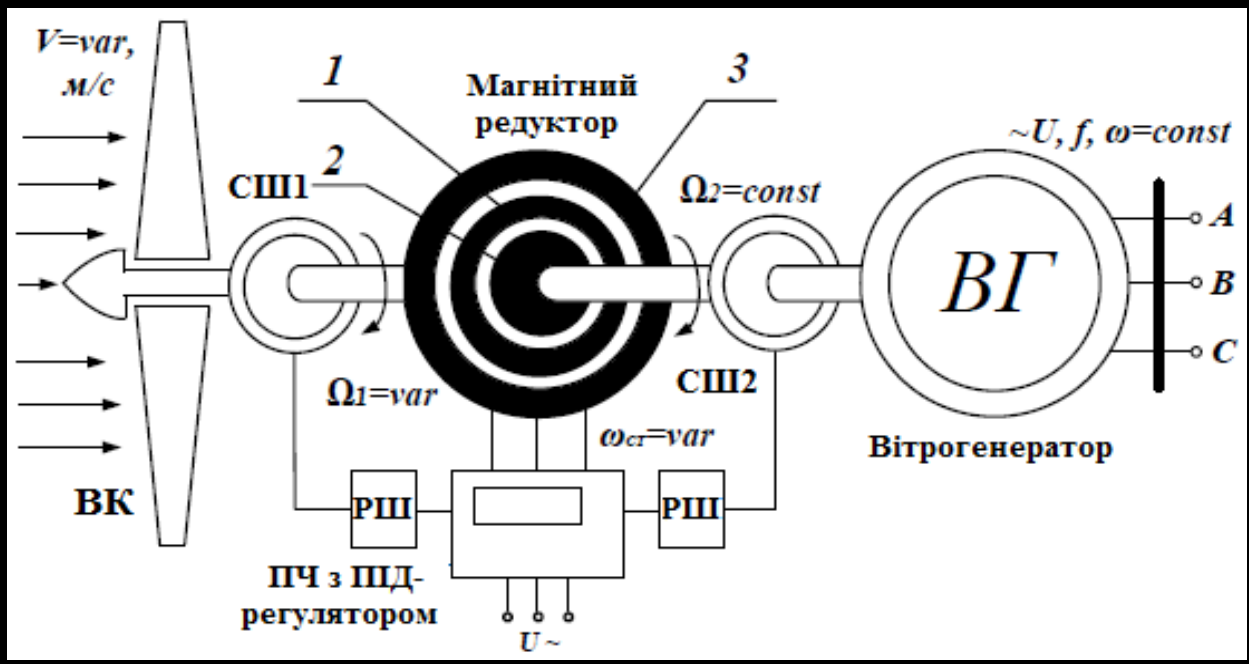 V=var,
м/с
1
Магнітний
редуктор
3
~U, f, ω=const
2
СШ1
Ω2=const
A
B
C
ВГ
СШ2
Ω1=var
ωст=var
Вітрогенератор
ВК
РШ
РШ
ПЧ з ПІД-
регулятором
U ~